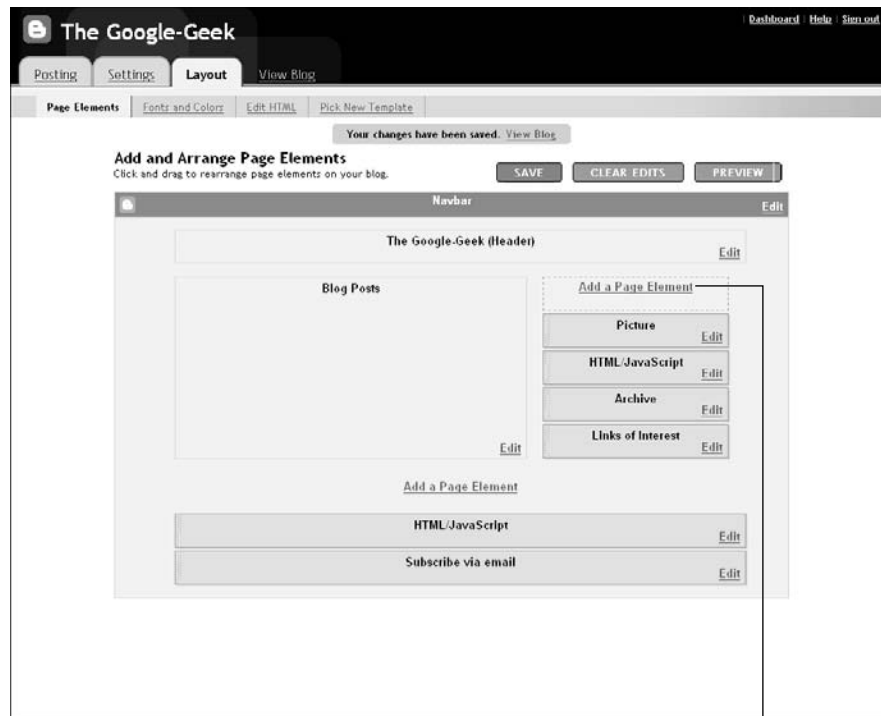 Dashboard | Help | Sign out
The Google-Geek
Posting Settings Layout View Blog
Page Elements Fonts and Colors Edit HTML Pick New Template
Your changes have been saved. View Blog
Add and Arrange Page Elements
Click and drag to rearrange page elements on your blog.
SAVE CLEAR EDITS PREVIEW
Navbar
Edit
The Google-Geek (Header)
Edit
Blog Posts
Edit
Add a Page Element
Picture
Edit
HTML/JavaScript
Edit
Archive
Edit
Links of Interest
Edit
Add a Page Element
HTML/JavaScript
Edit
Subscribe via email
Edit